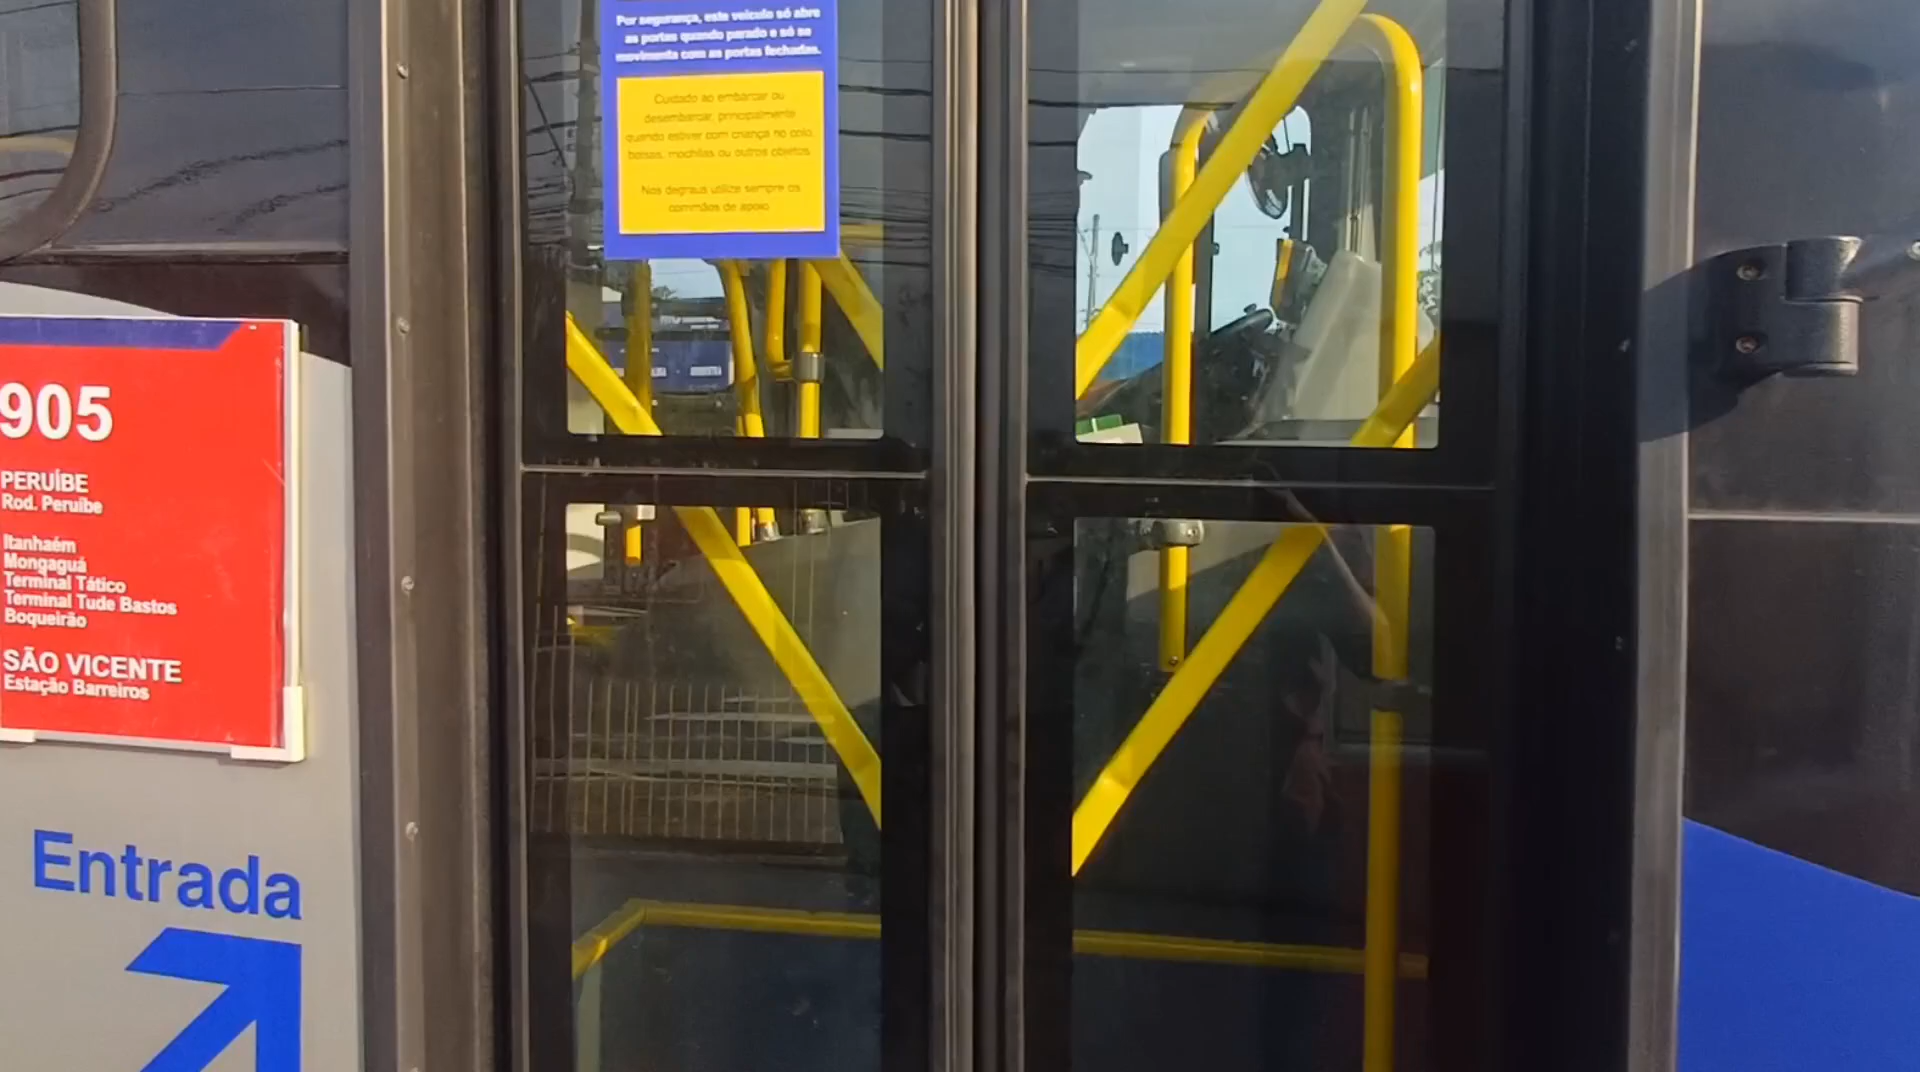 Por segurança, este veículo só abre
as portas quando parado e só se
movimenta com as portas fechadas.
Cuidado ao embarcar ou
desembarcar, principalmente
quando estiver com criança no colo,
bolsas, mochilas ou outros objetos.
Nos degraus utilize sempre os
corrimãos de apoio.
905
PERUÍBE
Rod. Peruíbe
Itanhaém
Mongaguá
Terminal Tático
Terminal Tude Bastos
Boqueirão
SÃO VICENTE
Estação Barreiros
Entrada